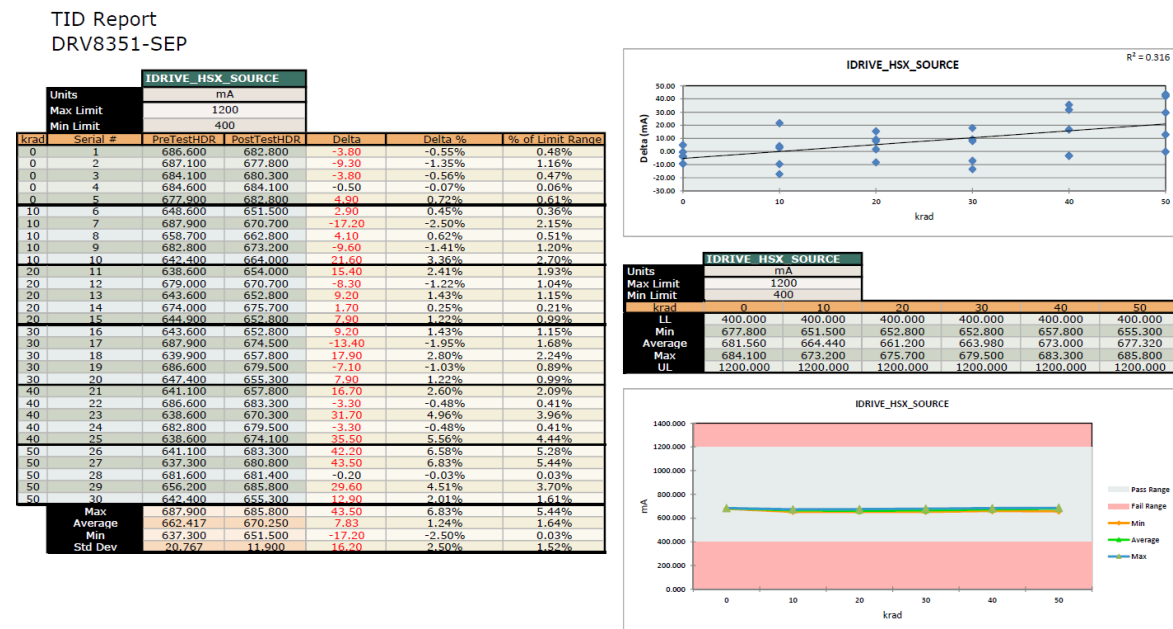 TID Report
DRV8351-SEP
IDRIVE_HSX_SOURCE
Units mA
Max Limit 1200
Min Limit 400
krad Serial # PreTestHDR PostTestHDR Delta Delta % % of Limit Range
0 1 686.600 682.800 -3.80 -0.55% 0.48%
0 2 687.100 677.800 -9.30 -1.35% 1.16%
0 3 684.100 680.300 -3.80 -0.56% 0.47%
0 4 684.600 684.100 -0.50 -0.07% 0.06%
0 5 677.900 682.800 4.90 0.72% 0.61%
10 6 648.600 651.500 2.90 0.45% 0.36%
10 7 687.900 670.700 -17.20 -2.50% 2.15%
10 8 658.700 662.800 4.10 0.62% 0.51%
10 9 682.800 673.200 -9.60 -1.41% 1.20%
10 10 642.400 664.000 21.60 3.36% 2.70%
20 11 638.600 654.000 15.40 2.41% 1.93%
20 12 679.000 670.700 -8.30 -1.22% 1.04%
20 13 643.600 652.800 9.20 1.43% 1.15%
20 14 674.000 675.700 1.70 0.25% 0.21%
20 15 644.900 652.800 7.90 1.22% 0.99%
30 16 643.600 652.800 9.20 1.43% 1.15%
30 17 687.900 674.500 -13.40 -1.95% 1.68%
30 18 639.900 657.800 17.90 2.80% 2.24%
30 19 686.600 679.500 -7.10 -1.03% 0.89%
30 20 647.400 655.300 7.90 1.22% 0.99%
40 21 641.100 657.800 16.70 2.60% 2.09%
40 22 686.600 683.300 -3.30 -0.48% 0.41%
40 23 638.600 670.300 31.70 4.96% 3.96%
40 24 682.800 679.500 -3.30 -0.48% 0.41%
40 25 638.600 674.100 35.50 5.56% 4.44%
50 26 641.100 683.300 42.20 6.58% 5.28%
50 27 637.300 680.800 43.50 6.83% 5.44%
50 28 681.600 681.400 -0.20 -0.03% 0.03%
50 29 656.200 685.800 29.60 4.51% 3.70%
50 30 642.400 655.300 12.90 2.01% 1.61%
Max 687.900 685.800 43.50 6.83% 5.44%
Average 662.417 670.250 7.83 1.24% 1.64%
Min 637.300 651.500 -17.20 -2.50% 0.03%
Std Dev 20.767 11.900 16.20 2.50% 1.52%
R² = 0.316
IDRIVE_HSX_SOURCE
Delta (mA)
50.00
40.00
30.00
20.00
10.00
0.00
-10.00
-20.00
-30.00
0 10 20 30 40 50
krad
IDRIVE_HSX_SOURCE
Units mA
Max Limit 1200
Min Limit 400
krad 0 10 20 30 40 50
LL 400.000 400.000 400.000 400.000 400.000 400.000
Min 677.800 651.500 652.800 652.800 657.800 655.300
Average 681.560 664.440 661.200 663.980 673.000 677.320
Max 684.100 673.200 675.700 679.500 683.300 685.800
UL 1200.000 1200.000 1200.000 1200.000 1200.000 1200.000
IDRIVE_HSX_SOURCE
mA
1400.000
1200.000
1000.000
800.000
600.000
400.000
200.000
0.000
0 10 20 30 40 50
krad
Pass Range
Fail Range
Min
Average
Max